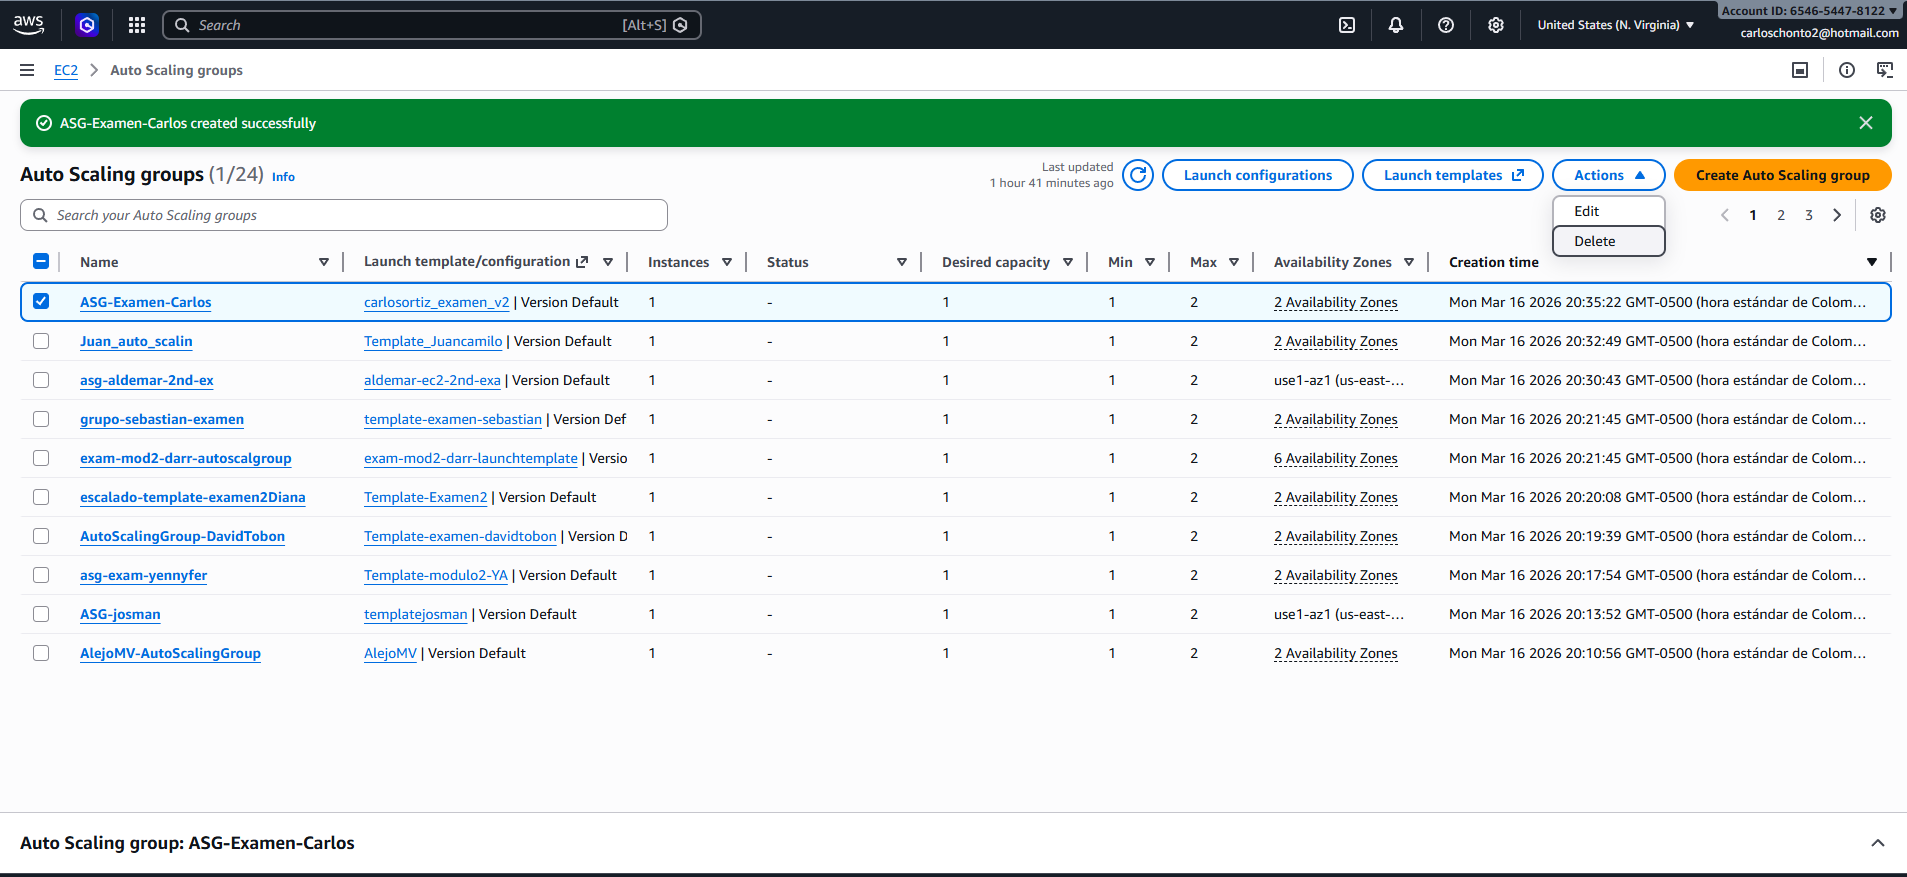 aws
Search
[Alt+S]
United States (N. Virginia)
Account ID: 6546-5447-8122
carloschonto2@hotmail.com
EC2
Auto Scaling groups
ASG-Examen-Carlos created successfully
Auto Scaling groups (1/24) Info
Last updated
1 hour 41 minutes ago
Launch configurations
Launch templates
Actions
Create Auto Scaling group
Edit
Delete
Search your Auto Scaling groups
1 2 3
Name Launch template/configuration Instances Status Desired capacity Min Max Availability Zones Creation time
ASG-Examen-Carlos carlosortiz_examen_v2 | Version Default 1 - 1 1 2 2 Availability Zones Mon Mar 16 2026 20:35:22 GMT-0500 (hora estándar de Colom...
Juan_auto_scalin Template_Juancamilo | Version Default 1 - 1 1 2 2 Availability Zones Mon Mar 16 2026 20:32:49 GMT-0500 (hora estándar de Colom...
asg-aldemar-2nd-ex aldemar-ec2-2nd-exa | Version Default 1 - 1 1 2 use1-az1 (us-east-... Mon Mar 16 2026 20:30:43 GMT-0500 (hora estándar de Colom...
grupo-sebastian-examen template-examen-sebastian | Version Def 1 - 1 1 2 2 Availability Zones Mon Mar 16 2026 20:21:45 GMT-0500 (hora estándar de Colom...
exam-mod2-darr-autoscalgroup exam-mod2-darr-launchtemplate | Versio 1 - 1 1 2 6 Availability Zones Mon Mar 16 2026 20:21:45 GMT-0500 (hora estándar de Colom...
escalado-template-examen2Diana Template-Examen2 | Version Default 1 - 1 1 2 2 Availability Zones Mon Mar 16 2026 20:20:08 GMT-0500 (hora estándar de Colom...
AutoScalingGroup-DavidTobon Template-examen-davidtobon | Version D 1 - 1 1 2 2 Availability Zones Mon Mar 16 2026 20:19:39 GMT-0500 (hora estándar de Colom...
asg-exam-yennyfer Template-modulo2-YA | Version Default 1 - 1 1 2 2 Availability Zones Mon Mar 16 2026 20:17:54 GMT-0500 (hora estándar de Colom...
ASG-josman templatejosman | Version Default 1 - 1 1 2 use1-az1 (us-east-... Mon Mar 16 2026 20:13:52 GMT-0500 (hora estándar de Colom...
AlejoMV-AutoScalingGroup AlejoMV | Version Default 1 - 1 1 2 2 Availability Zones Mon Mar 16 2026 20:10:56 GMT-0500 (hora estándar de Colom...
Auto Scaling group: ASG-Examen-Carlos